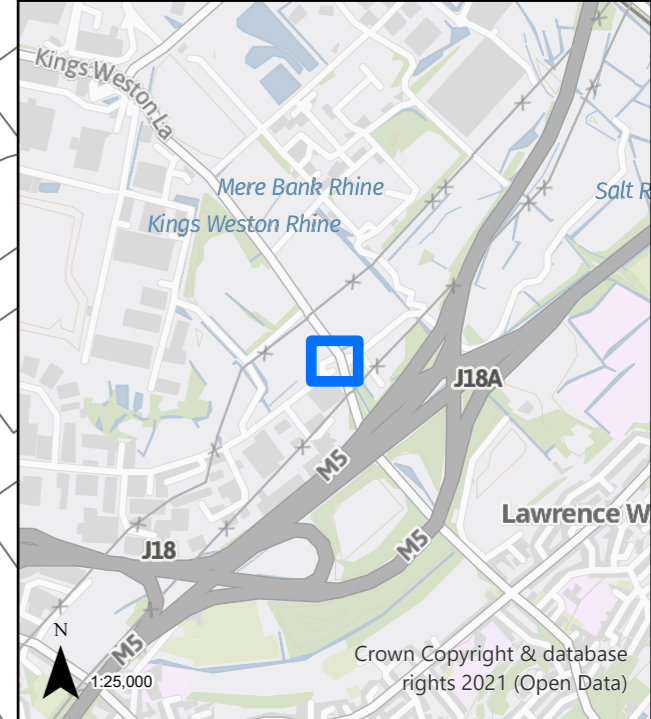 Kings Weston La
Mere Bank Rhine
Salt R
Kings Weston Rhine
J18A
M5
Lawrence W
M5
J18
N
M5
1:25,000
Crown Copyright & database
rights 2021 (Open Data)